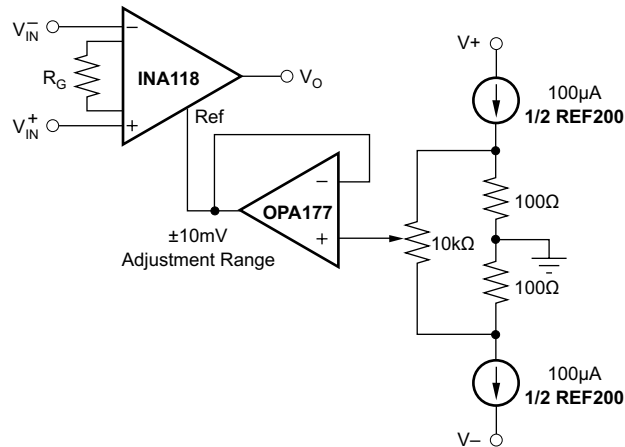 V⁻IN
−
INA118
RG
VO
V⁺IN
+
Ref
V+
100µA
1/2 REF200
−
OPA177
+
±10mV
Adjustment Range
10kΩ
100Ω
100Ω
100µA
1/2 REF200
V–